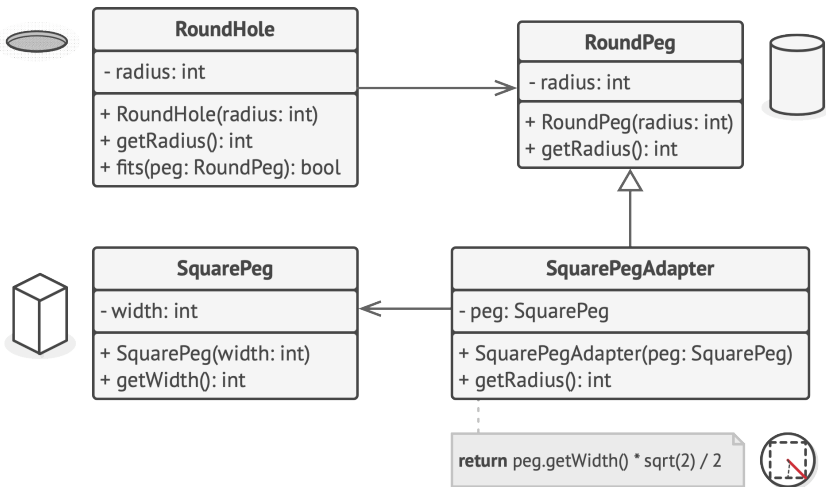 RoundHole
- radius: int
+ RoundHole(radius: int)
+ getRadius(): int
+ fits(peg: RoundPeg): bool
RoundPeg
- radius: int
+ RoundPeg(radius: int)
+ getRadius(): int
SquarePeg
- width: int
+ SquarePeg(width: int)
+ getWidth(): int
SquarePegAdapter
- peg: SquarePeg
+ SquarePegAdapter(peg: SquarePeg)
+ getRadius(): int
return peg.getWidth() * sqrt(2) / 2